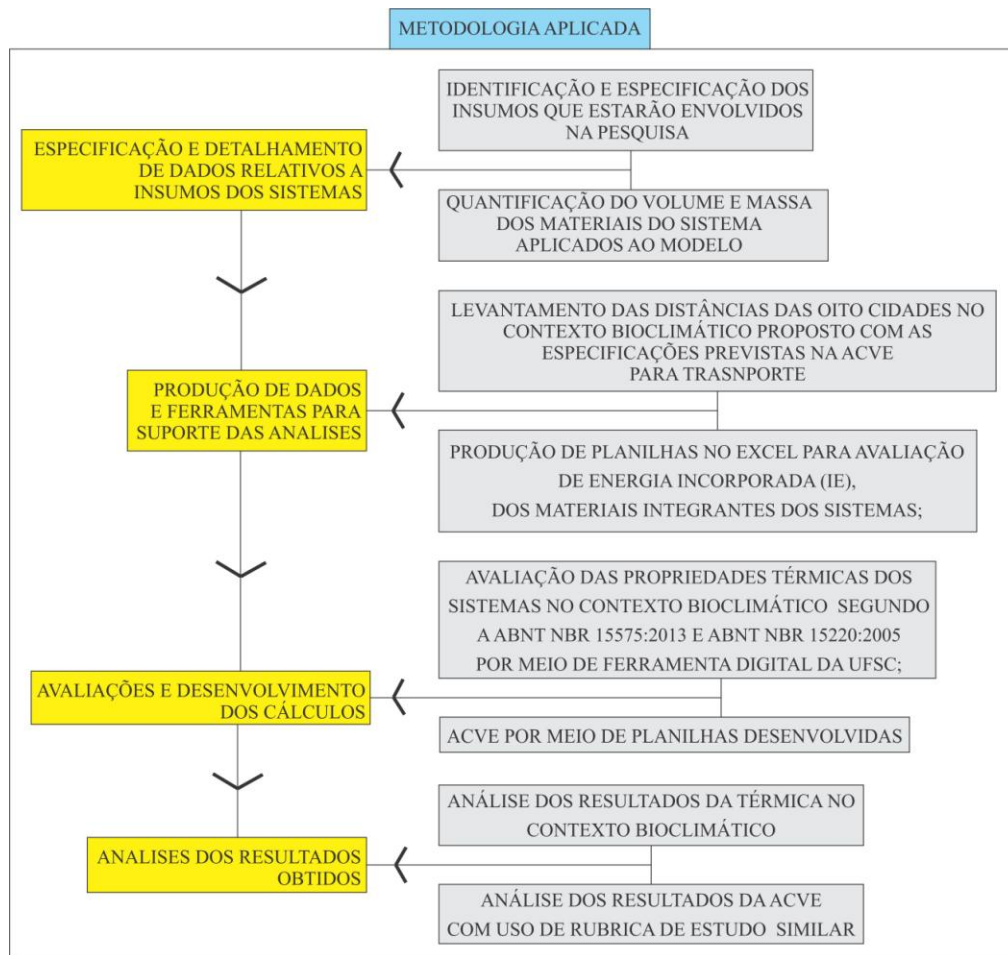 METODOLOGIA APLICADA
IDENTIFICAÇÃO E ESPECIFICAÇÃO DOS
INSUMOS QUE ESTARÃO ENVOLVIDOS
NA PESQUISA
ESPECIFICAÇÃO E DETALHAMENTO
DE DADOS RELATIVOS A
INSUMOS DOS SISTEMAS
QUANTIFICAÇÃO DO VOLUME E MASSA
DOS MATERIAIS DO SISTEMA
APLICADOS AO MODELO
LEVANTAMENTO DAS DISTÂNCIAS DAS OITO CIDADES NO
CONTEXTO BIOCLIMÁTICO PROPOSTO COM AS
ESPECIFICAÇÕES PREVISTAS NA ACVE
PARA TRASNPORTE
PRODUÇÃO DE DADOS
E FERRAMENTAS PARA
SUPORTE DAS ANALISES
PRODUÇÃO DE PLANILHAS NO EXCEL PARA AVALIAÇÃO
DE ENERGIA INCORPORADA (IE),
DOS MATERIAIS INTEGRANTES DOS SISTEMAS;
AVALIAÇÃO DAS PROPRIEDADES TÉRMICAS DOS
SISTEMAS NO CONTEXTO BIOCLIMÁTICO SEGUNDO
A ABNT NBR 15575:2013 E ABNT NBR 15220:2005
POR MEIO DE FERRAMENTA DIGITAL DA UFSC;
AVALIAÇÕES E DESENVOLVIMENTO
DOS CÁLCULOS
ACVE POR MEIO DE PLANILHAS DESENVOLVIDAS
ANÁLISE DOS RESULTADOS DA TÉRMICA NO
CONTEXTO BIOCLIMÁTICO
ANALISES DOS RESULTADOS
OBTIDOS
ANÁLISE DOS RESULTADOS DA ACVE
COM USO DE RUBRICA DE ESTUDO SIMILAR